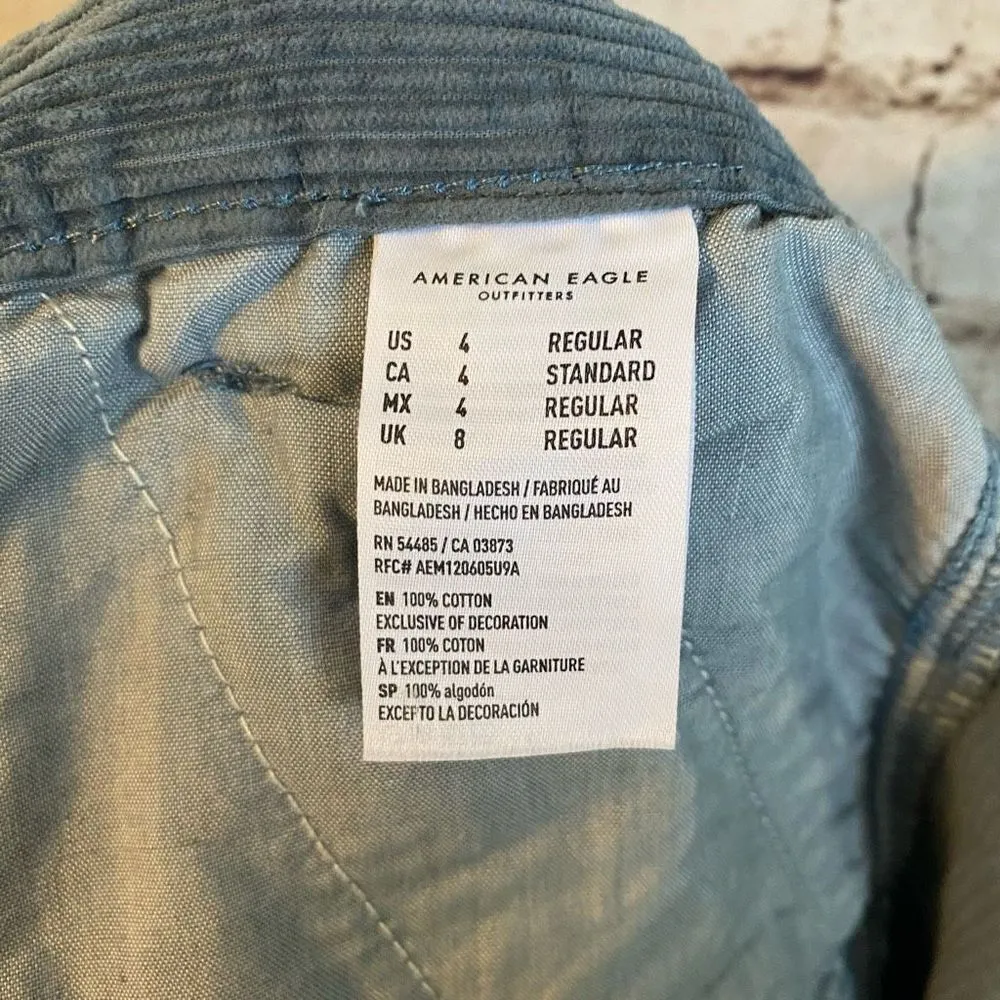 AMERICAN EAGLE
OUTFITTERS
US 4 REGULAR
CA 4 STANDARD
MX 4 REGULAR
UK 8 REGULAR
MADE IN BANGLADESH / FABRIQUÉ AU
BANGLADESH / HECHO EN BANGLADESH
RN 54485 / CA 03873
RFC# AEM120605U9A
EN 100% COTTON
EXCLUSIVE OF DECORATION
FR 100% COTON
À L'EXCEPTION DE LA GARNITURE
SP 100% algodón
EXCEPTO LA DECORACIÓN